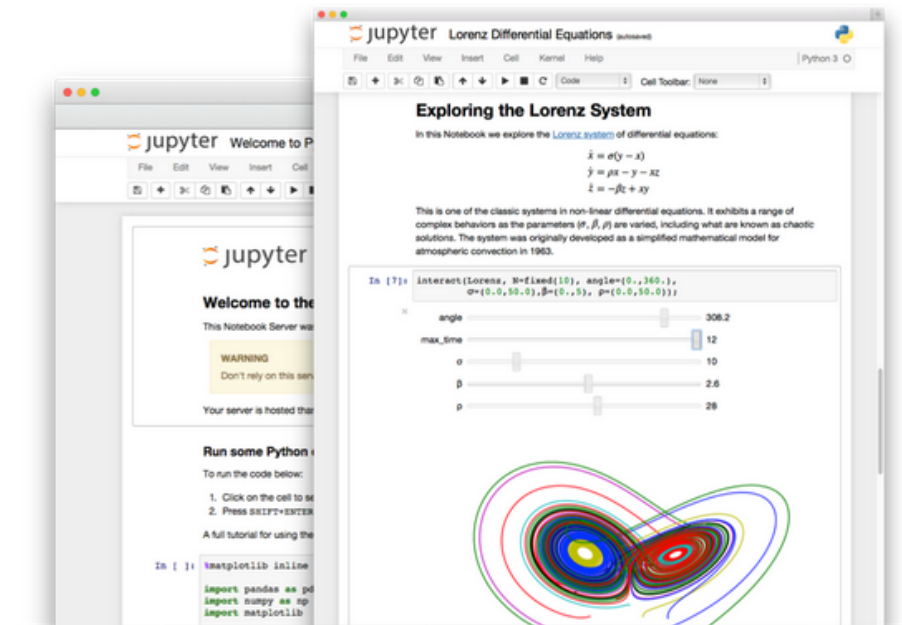 jupyter Lorenz Differential Equations (autosaved)
File Edit View Insert Cell Kernel Help Python 3
Code Cell Toolbar: None
Exploring the Lorenz System
In this Notebook we explore the Lorenz system of differential equations:
ẋ = σ(y − x)
ẏ = ρx − y − xz
ż = −βz + xy
This is one of the classic systems in non-linear differential equations. It exhibits a range of
complex behaviors as the parameters (σ, β, ρ) are varied, including what are known as chaotic
solutions. The system was originally developed as a simplified mathematical model for
atmospheric convection in 1963.
In [7]: interact(Lorenz, N=fixed(10), angle=(0.,360.),
σ=(0.0,50.0),β=(0.,5), ρ=(0.0,50.0));
angle 308.2
max_time 12
σ 10
β 2.6
ρ 28
jupyter Welcome to P
File Edit View Insert Cell
jupyter
Welcome to the
This Notebook Server was
WARNING
Don't rely on this serv
Your server is hosted than
Run some Python
To run the code below:
1. Click on the cell to se
2. Press SHIFT+ENTER
A full tutorial for using the
In [ ]: %matplotlib inline
import pandas as pd
import numpy as np
import matplotlib